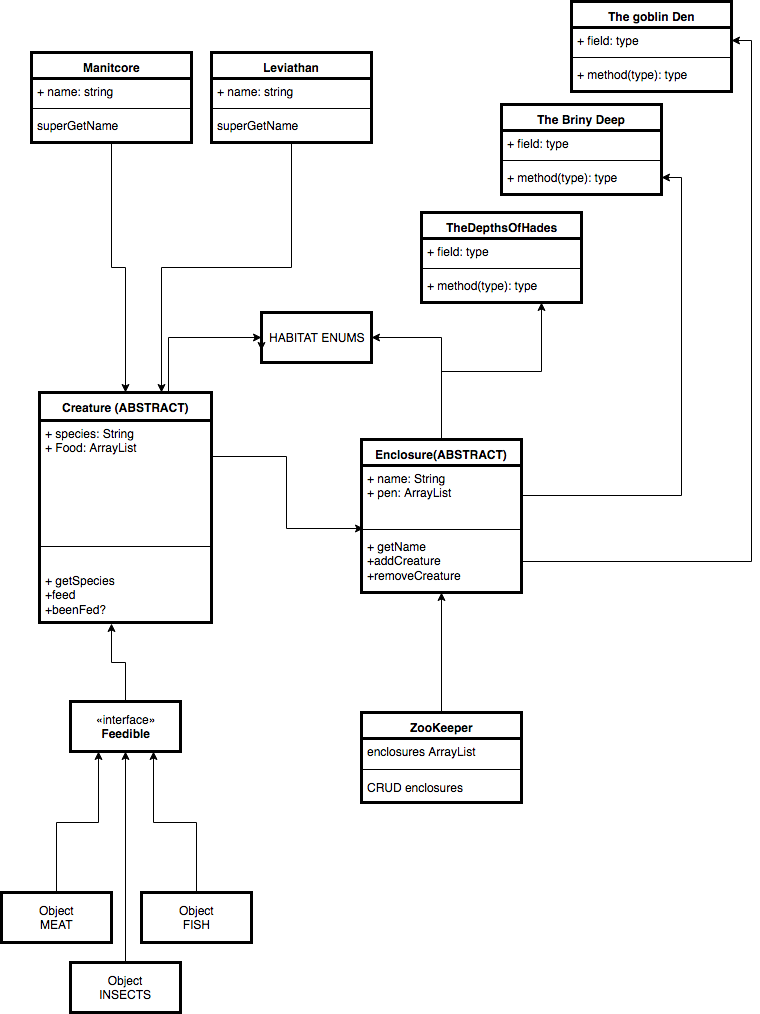 The goblin Den
+ field: type
+ method(type): type
Manitcore
+ name: string
superGetName
Leviathan
+ name: string
superGetName
The Briny Deep
+ field: type
+ method(type): type
TheDepthsOfHades
+ field: type
+ method(type): type
HABITAT ENUMS
Creature (ABSTRACT)
+ species: String
+ Food: ArrayList
+ getSpecies
+feed
+beenFed?
Enclosure(ABSTRACT)
+ name: String
+ pen: ArrayList
+ getName
+addCreature
+removeCreature
«interface»
Feedible
ZooKeeper
enclosures ArrayList
CRUD enclosures
Object
MEAT
Object
FISH
Object
INSECTS